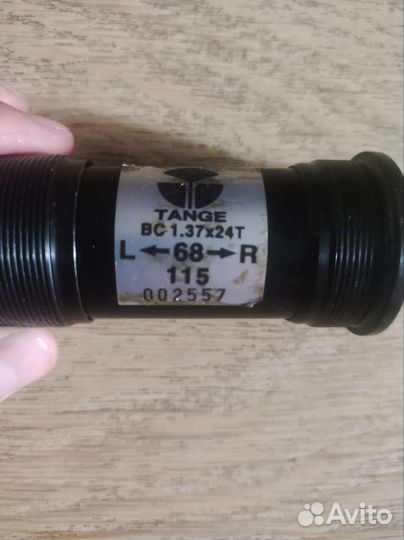 TANGE
BC 1.37x24T
L ←68→ R
115
002557
Avito